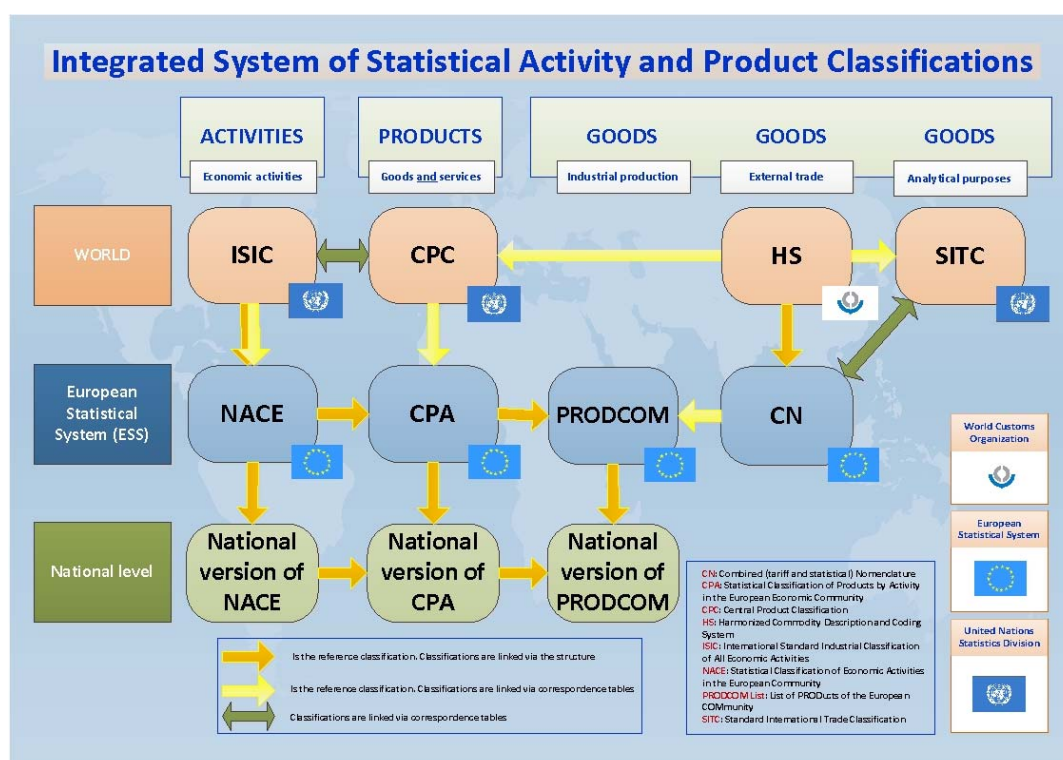 Integrated System of Statistical Activity and Product Classifications
ACTIVITIES
Economic activities
PRODUCTS
Goods and services
GOODS
Industrial production
GOODS
External trade
GOODS
Analytical purposes
WORLD
ISIC
CPC
HS
SITC
European
Statistical
System (ESS)
NACE
CPA
PRODCOM
CN
National level
National
version of
NACE
National
version of
CPA
National
version of
PRODCOM
Is the reference classification. Classifications are linked via the structure
Is the reference classification. Classifications are linked via correspondence tables
Classifications are linked via correspondence tables
CN: Combined (tariff and statistical) Nomenclature
CPA: Statistical Classification of Products by Activity
in the European Economic Community
CPC: Central Product Classification
HS: Harmonized Commodity Description and Coding
System
ISIC: International Standard Industrial Classification
of All Economic Activities
NACE: Statistical Classification of Economic Activities
in the European Community
PRODCOM List: List of PRODucts of the European
COMmunity
SITC: Standard International Trade Classification
World Customs
Organization
European
Statistical System
United Nations
Statistics Division